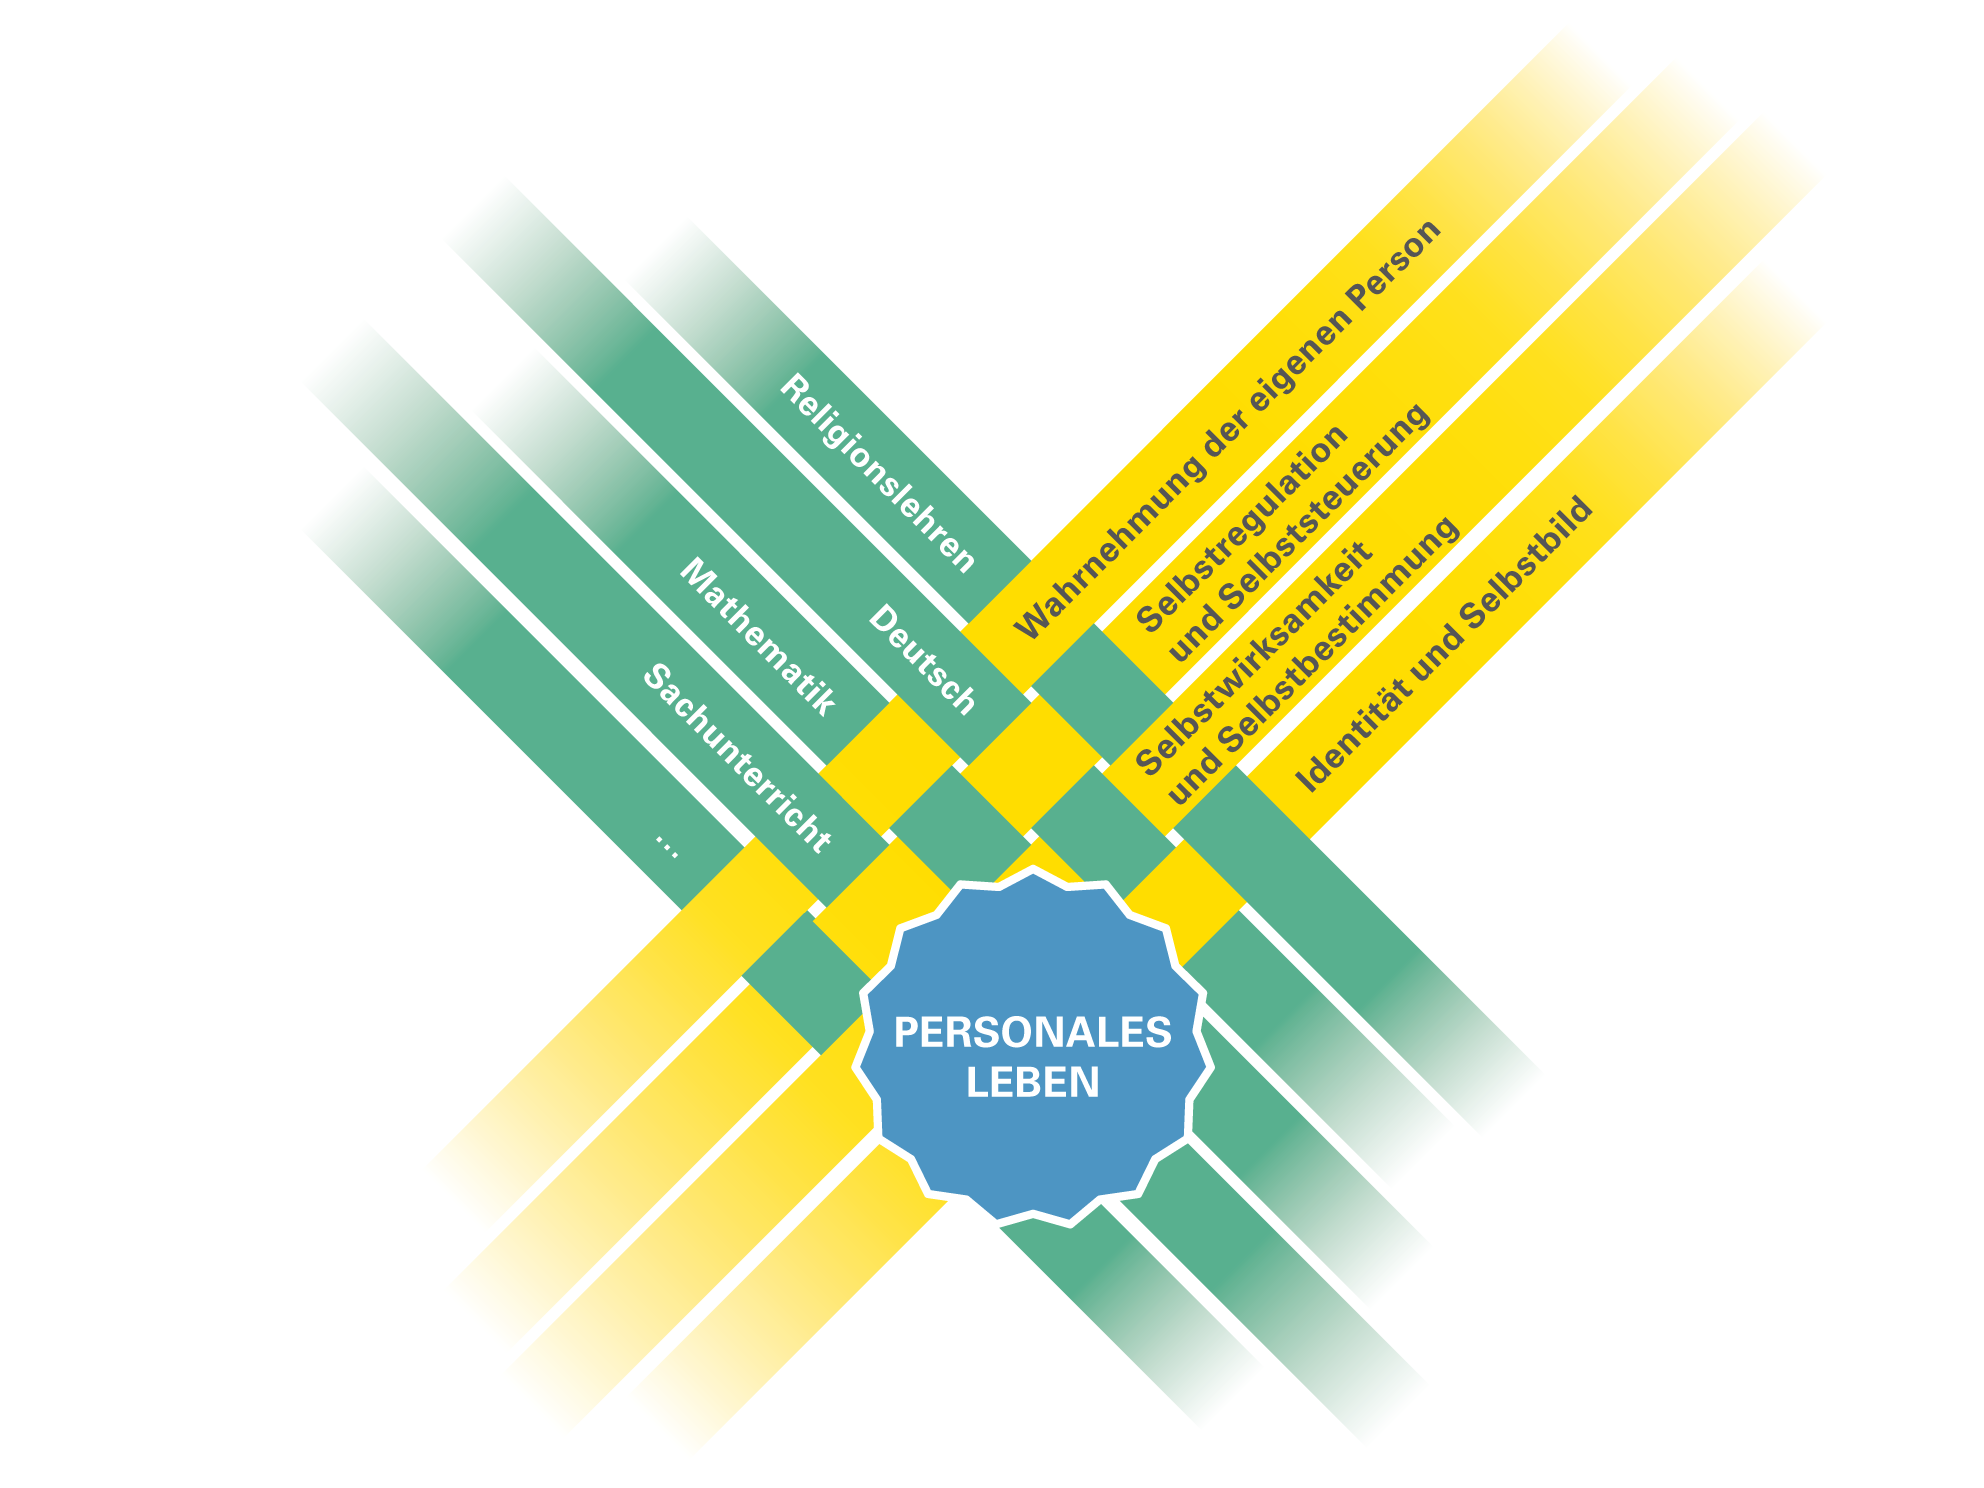 Religionslehren
Deutsch
Mathematik
Sachunterricht
...
Wahrnehmung der eigenen Person
Selbstregulation
und Selbststeuerung
Selbstwirksamkeit
und Selbstbestimmung
Identität und Selbstbild
PERSONALES
LEBEN